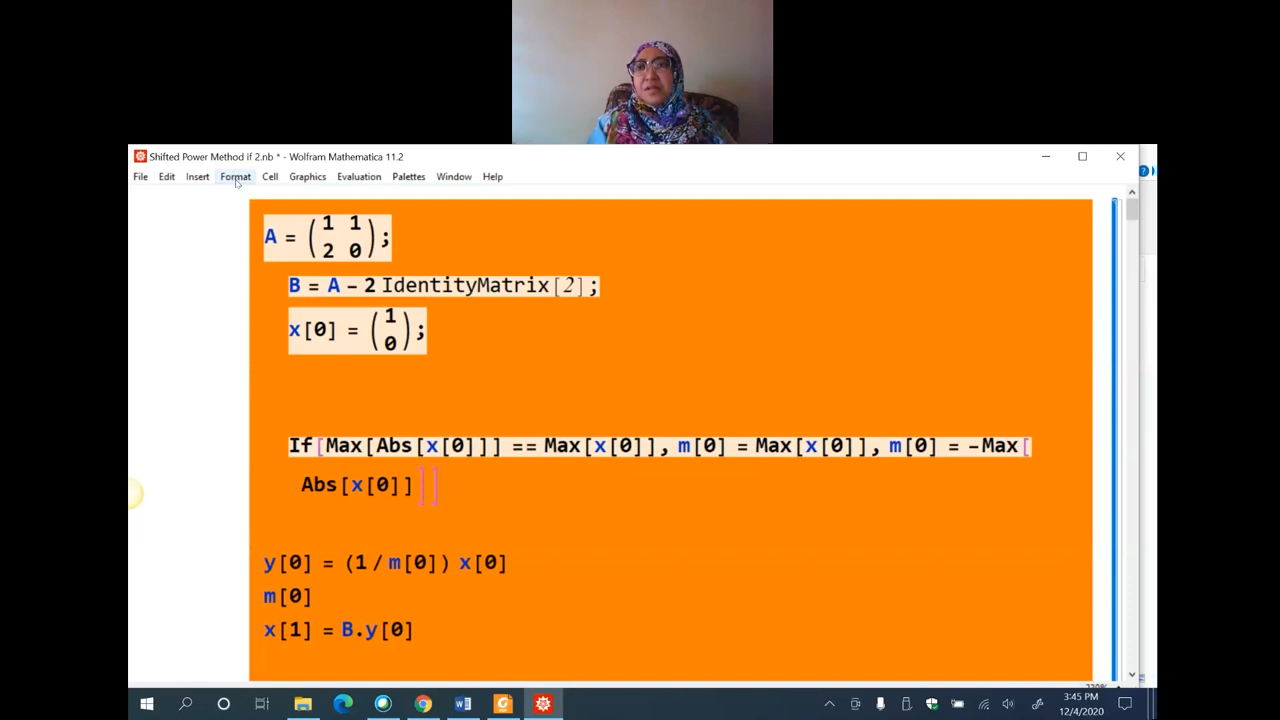 Shifted Power Method if 2.nb * - Wolfram Mathematica 11.2
File Edit Insert Format Cell Graphics Evaluation Palettes Window Help
A = ( 1 1
2 0 ) ;
B = A - 2 IdentityMatrix[2] ;
x[0] = ( 1
0 ) ;
If[Max[Abs[x[0]]] == Max[x[0]], m[0] = Max[x[0]], m[0] = -Max[
Abs[x[0]]]]
y[0] = (1 / m[0]) x[0]
m[0]
x[1] = B.y[0]
3:45 PM
12/4/2020